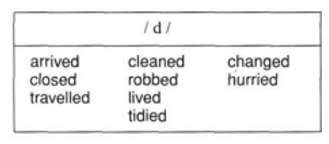 / d /
arrived cleaned changed
closed robbed hurried
travelled lived
tidied